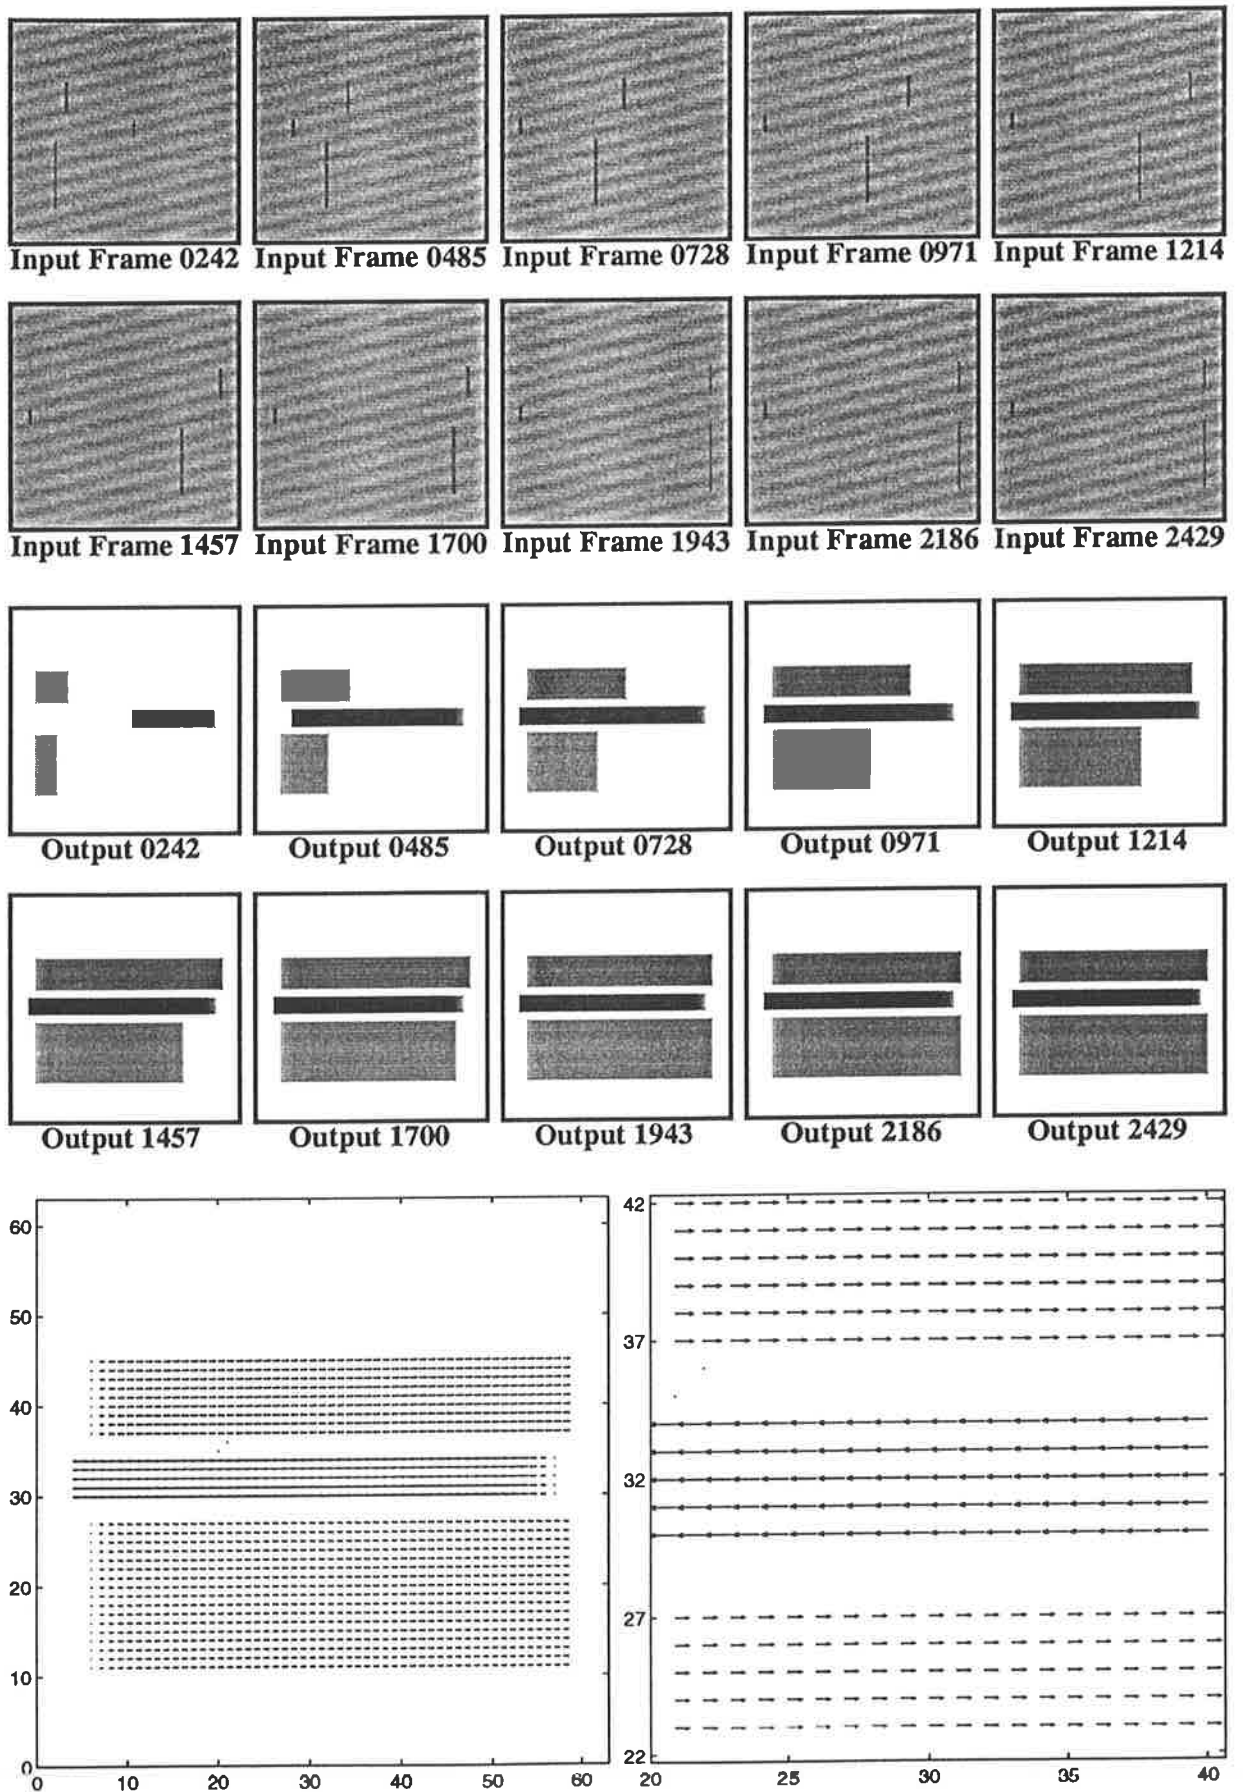 Input Frame 0242 Input Frame 0485 Input Frame 0728 Input Frame 0971 Input Frame 1214
Input Frame 1457 Input Frame 1700 Input Frame 1943 Input Frame 2186 Input Frame 2429
Output 0242 Output 0485 Output 0728 Output 0971 Output 1214
Output 1457 Output 1700 Output 1943 Output 2186 Output 2429
60
50
40
30
20
10
0
0 10 20 30 40 50 60
42
37
32
27
22
20 25 30 35 40